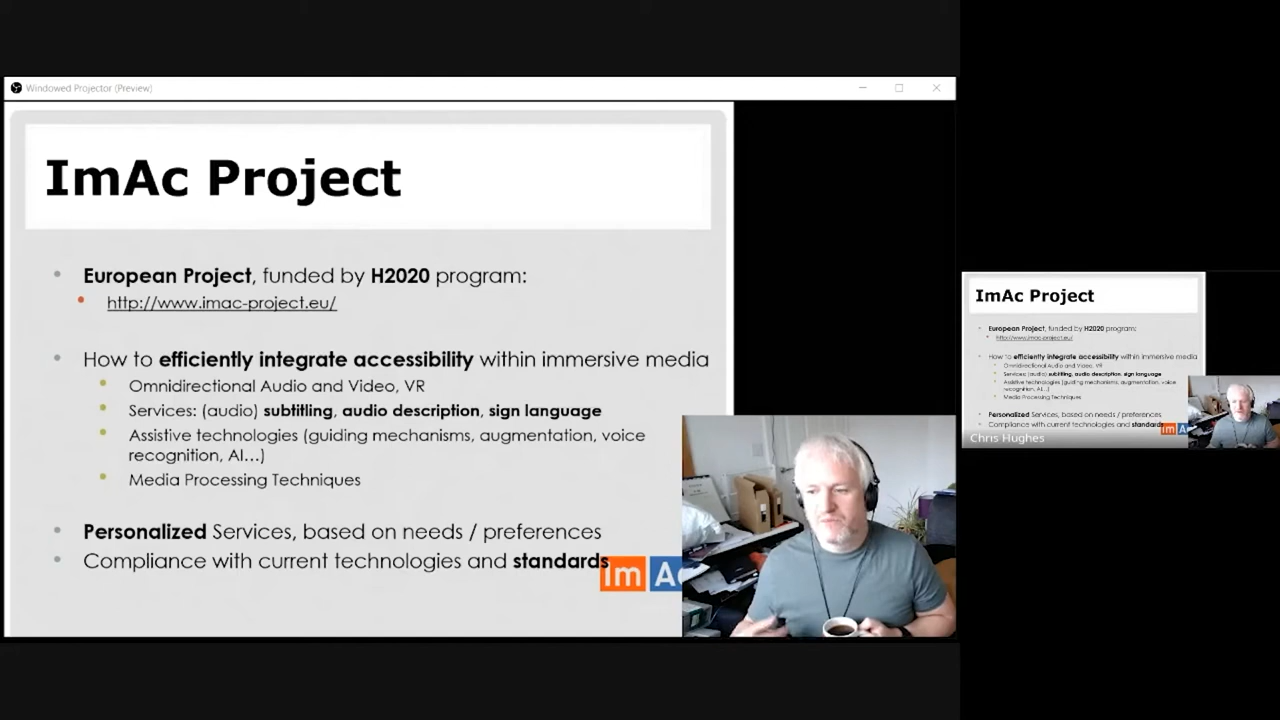 Windowed Projector (Preview)
ImAc Project
European Project, funded by H2020 program:
http://www.imac-project.eu/
How to efficiently integrate accessibility within immersive media
Omnidirectional Audio and Video, VR
Services: (audio) subtitling, audio description, sign language
Assistive technologies (guiding mechanisms, augmentation, voice
recognition, AI...)
Media Processing Techniques
Personalized Services, based on needs / preferences
Compliance with current technologies and standards
Im A
ImAc Project
European Project, funded by H2020 program:
http://www.imac-project.eu/
How to efficiently integrate accessibility within immersive media
Omnidirectional Audio and Video, VR
Services: (audio) subtitling, audio description, sign language
Assistive technologies (guiding mechanisms, augmentation, voice
recognition, AI...)
Media Processing Techniques
Personalized Services, based on needs / preferences
Compliance with current technologies and standards
Im A
Chris Hughes